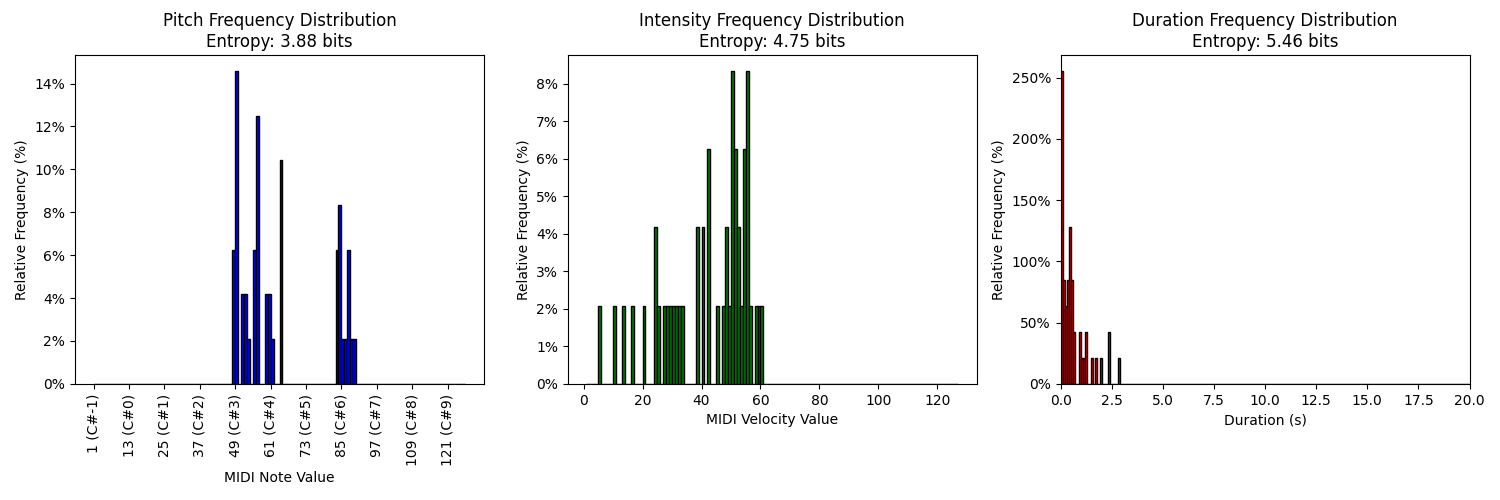 Pitch Frequency Distribution
Entropy: 3.88 bits
Relative Frequency (%)
14%
12%
10%
8%
6%
4%
2%
0%
1 (C#-1)
13 (C#0)
25 (C#1)
37 (C#2)
49 (C#3)
61 (C#4)
73 (C#5)
85 (C#6)
97 (C#7)
109 (C#8)
121 (C#9)
MIDI Note Value
Intensity Frequency Distribution
Entropy: 4.75 bits
Relative Frequency (%)
8%
7%
6%
5%
4%
3%
2%
1%
0%
0 20 40 60 80 100 120
MIDI Velocity Value
Duration Frequency Distribution
Entropy: 5.46 bits
Relative Frequency (%)
250%
200%
150%
100%
50%
0%
0.0 2.5 5.0 7.5 10.0 12.5 15.0 17.5 20.0
Duration (s)